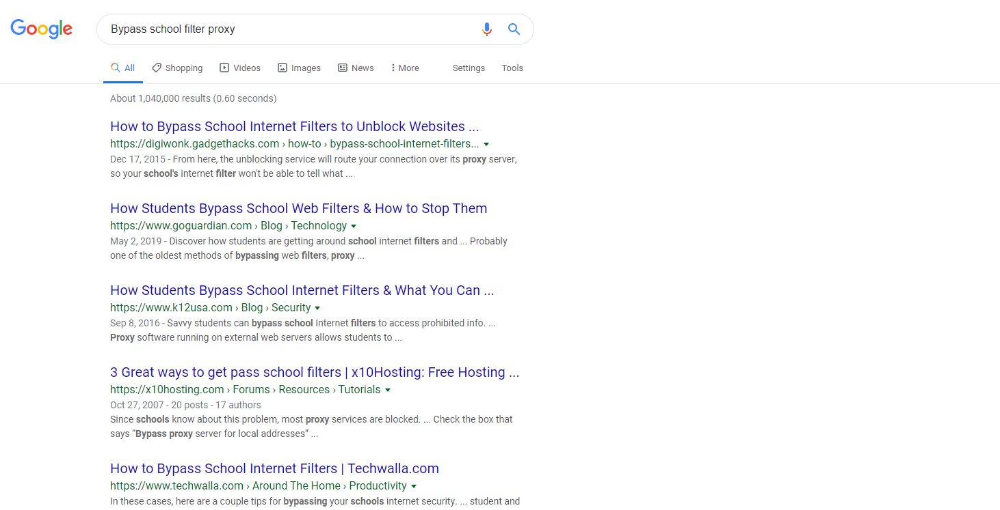 Google
Bypass school filter proxy
All Shopping Videos Images News More Settings Tools
About 1,040,000 results (0.60 seconds)
How to Bypass School Internet Filters to Unblock Websites ...
https://digiwonk.gadgethacks.com › how-to › bypass-school-internet-filters...
Dec 17, 2015 - From here, the unblocking service will route your connection over its proxy server,
so your school's internet filter won't be able to tell what ...
How Students Bypass School Web Filters & How to Stop Them
https://www.goguardian.com › Blog › Technology
May 2, 2019 - Discover how students are getting around school internet filters and ... Probably
one of the oldest methods of bypassing web filters, proxy ...
How Students Bypass School Internet Filters & What You Can ...
https://www.k12usa.com › Blog › Security
Sep 8, 2016 - Savvy students can bypass school Internet filters to access prohibited info. ...
Proxy software running on external web servers allows students to ...
3 Great ways to get pass school filters | x10Hosting: Free Hosting ...
https://x10hosting.com › Forums › Resources › Tutorials
Oct 27, 2007 - 20 posts - 17 authors
Since schools know about this problem, most proxy services are blocked. ... Check the box that
says “Bypass proxy server for local addresses” ...
How to Bypass School Internet Filters | Techwalla.com
https://www.techwalla.com › Around The Home › Productivity
In these cases, here are a couple tips for bypassing your schools internet security. ... student and